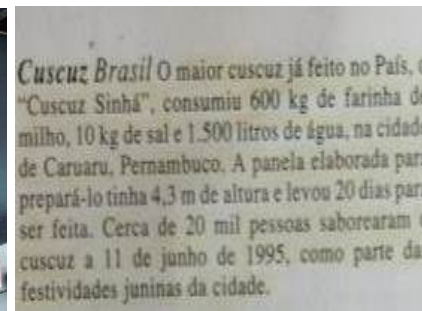 Cuscuz Brasil O maior cuscuz já feito no País,
“Cuscuz Sinhá”, consumiu 600 kg de farinha de
milho, 10 kg de sal e 1.500 litros de água, na cidade
de Caruaru, Pernambuco. A panela elaborada para
prepará-lo tinha 4,3 m de altura e levou 20 dias para
ser feita. Cerca de 20 mil pessoas saborearam
cuscuz a 11 de junho de 1995, como parte da
festividades juninas da cidade.